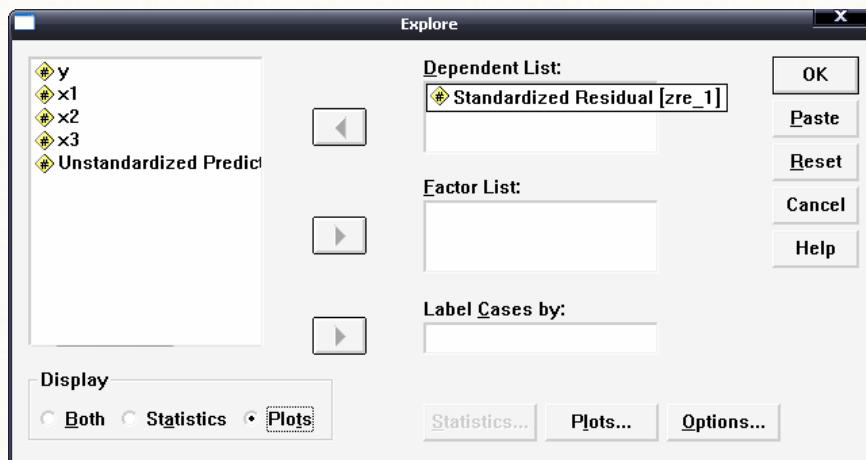 Explore
X
y
x1
x2
x3
Unstandardized Predict
Dependent List:
Standardized Residual [zre_1]
Factor List:
Label Cases by:
OK
Paste
Reset
Cancel
Help
Display
Both
Statistics
Plots
Statistics...
Plots...
Options...